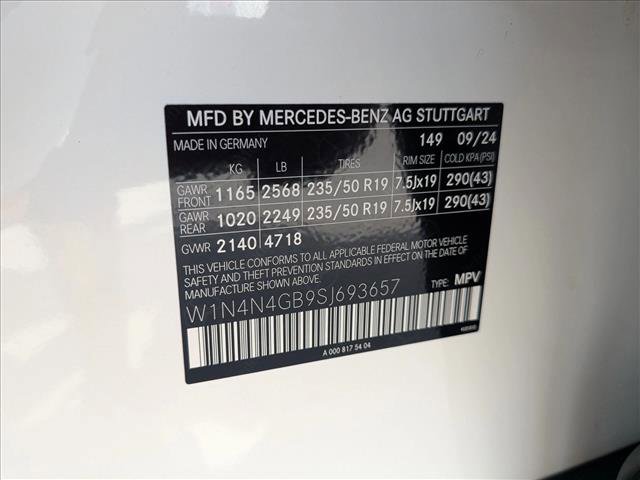 MFD BY MERCEDES-BENZ AG STUTTGART
MADE IN GERMANY 149 09/24
KG LB TIRES RIM SIZE COLD KPA(PSI)
GAWR FRONT 1165 2568 235/50 R19 7.5Jx19 290(43)
GAWR REAR 1020 2249 235/50 R19 7.5Jx19 290(43)
GVWR 2140 4718
THIS VEHICLE CONFORMS TO ALL APPLICABLE FEDERAL MOTOR VEHICLE
SAFETY AND THEFT PREVENTION STANDARDS IN EFFECT ON THE DATE
OF MANUFACTURE SHOWN ABOVE.
W1N4N4GB9SJ693657 TYPE: MPV
A 000 817 54 04